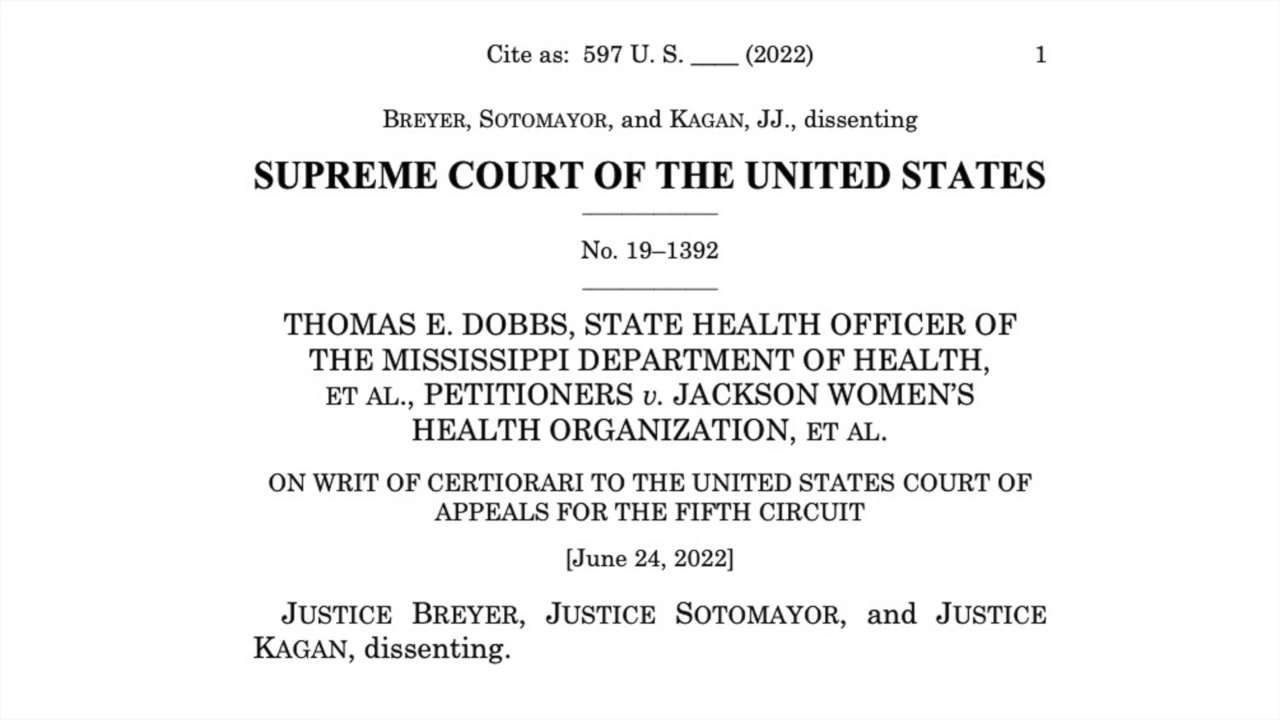 Cite as: 597 U. S. ____ (2022) 1
BREYER, SOTOMAYOR, and KAGAN, JJ., dissenting
SUPREME COURT OF THE UNITED STATES
No. 19–1392
THOMAS E. DOBBS, STATE HEALTH OFFICER OF
THE MISSISSIPPI DEPARTMENT OF HEALTH,
ET AL., PETITIONERS v. JACKSON WOMEN’S
HEALTH ORGANIZATION, ET AL.
ON WRIT OF CERTIORARI TO THE UNITED STATES COURT OF
APPEALS FOR THE FIFTH CIRCUIT
[June 24, 2022]
JUSTICE BREYER, JUSTICE SOTOMAYOR, and JUSTICE
KAGAN, dissenting.